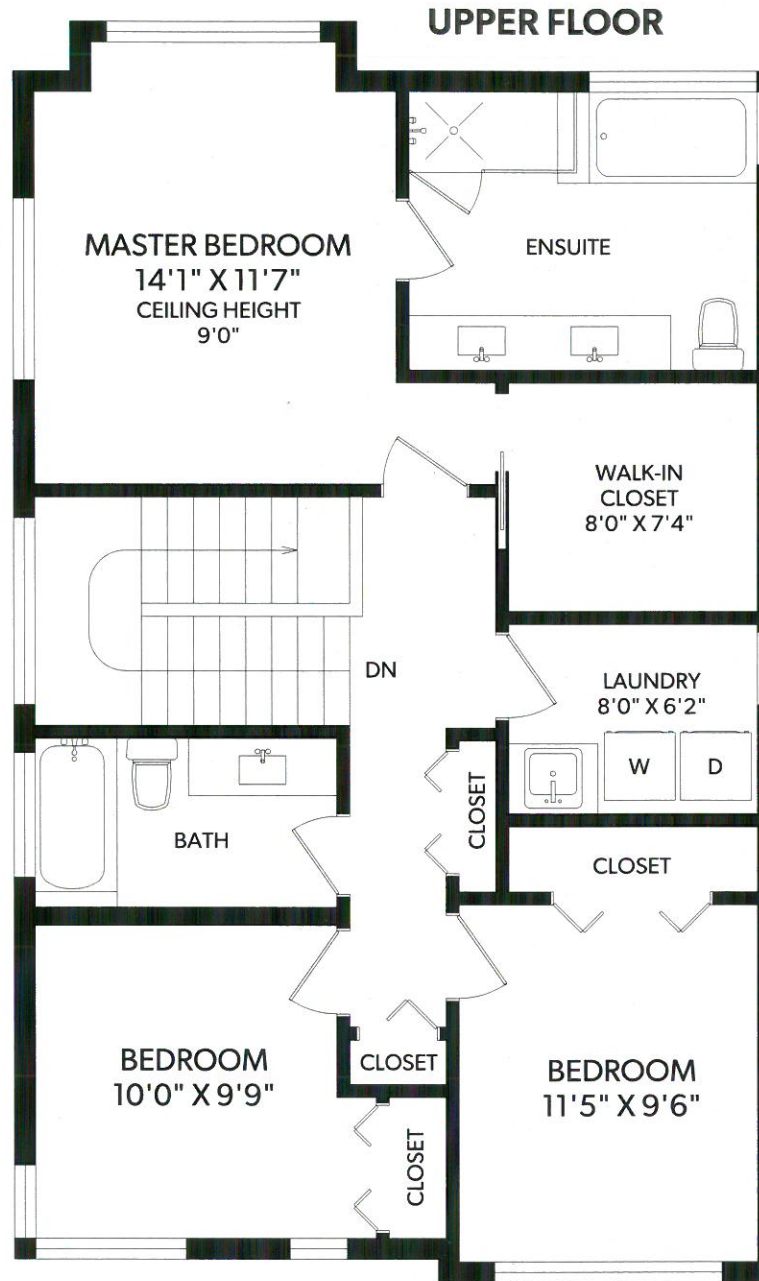 UPPER FLOOR
MASTER BEDROOM
14'1" X 11'7"
CEILING HEIGHT
9'0"
ENSUITE
WALK-IN
CLOSET
8'0" X 7'4"
DN
LAUNDRY
8'0" X 6'2"
W
D
BATH
CLOSET
CLOSET
BEDROOM
10'0" X 9'9"
CLOSET
BEDROOM
11'5" X 9'6"
CLOSET